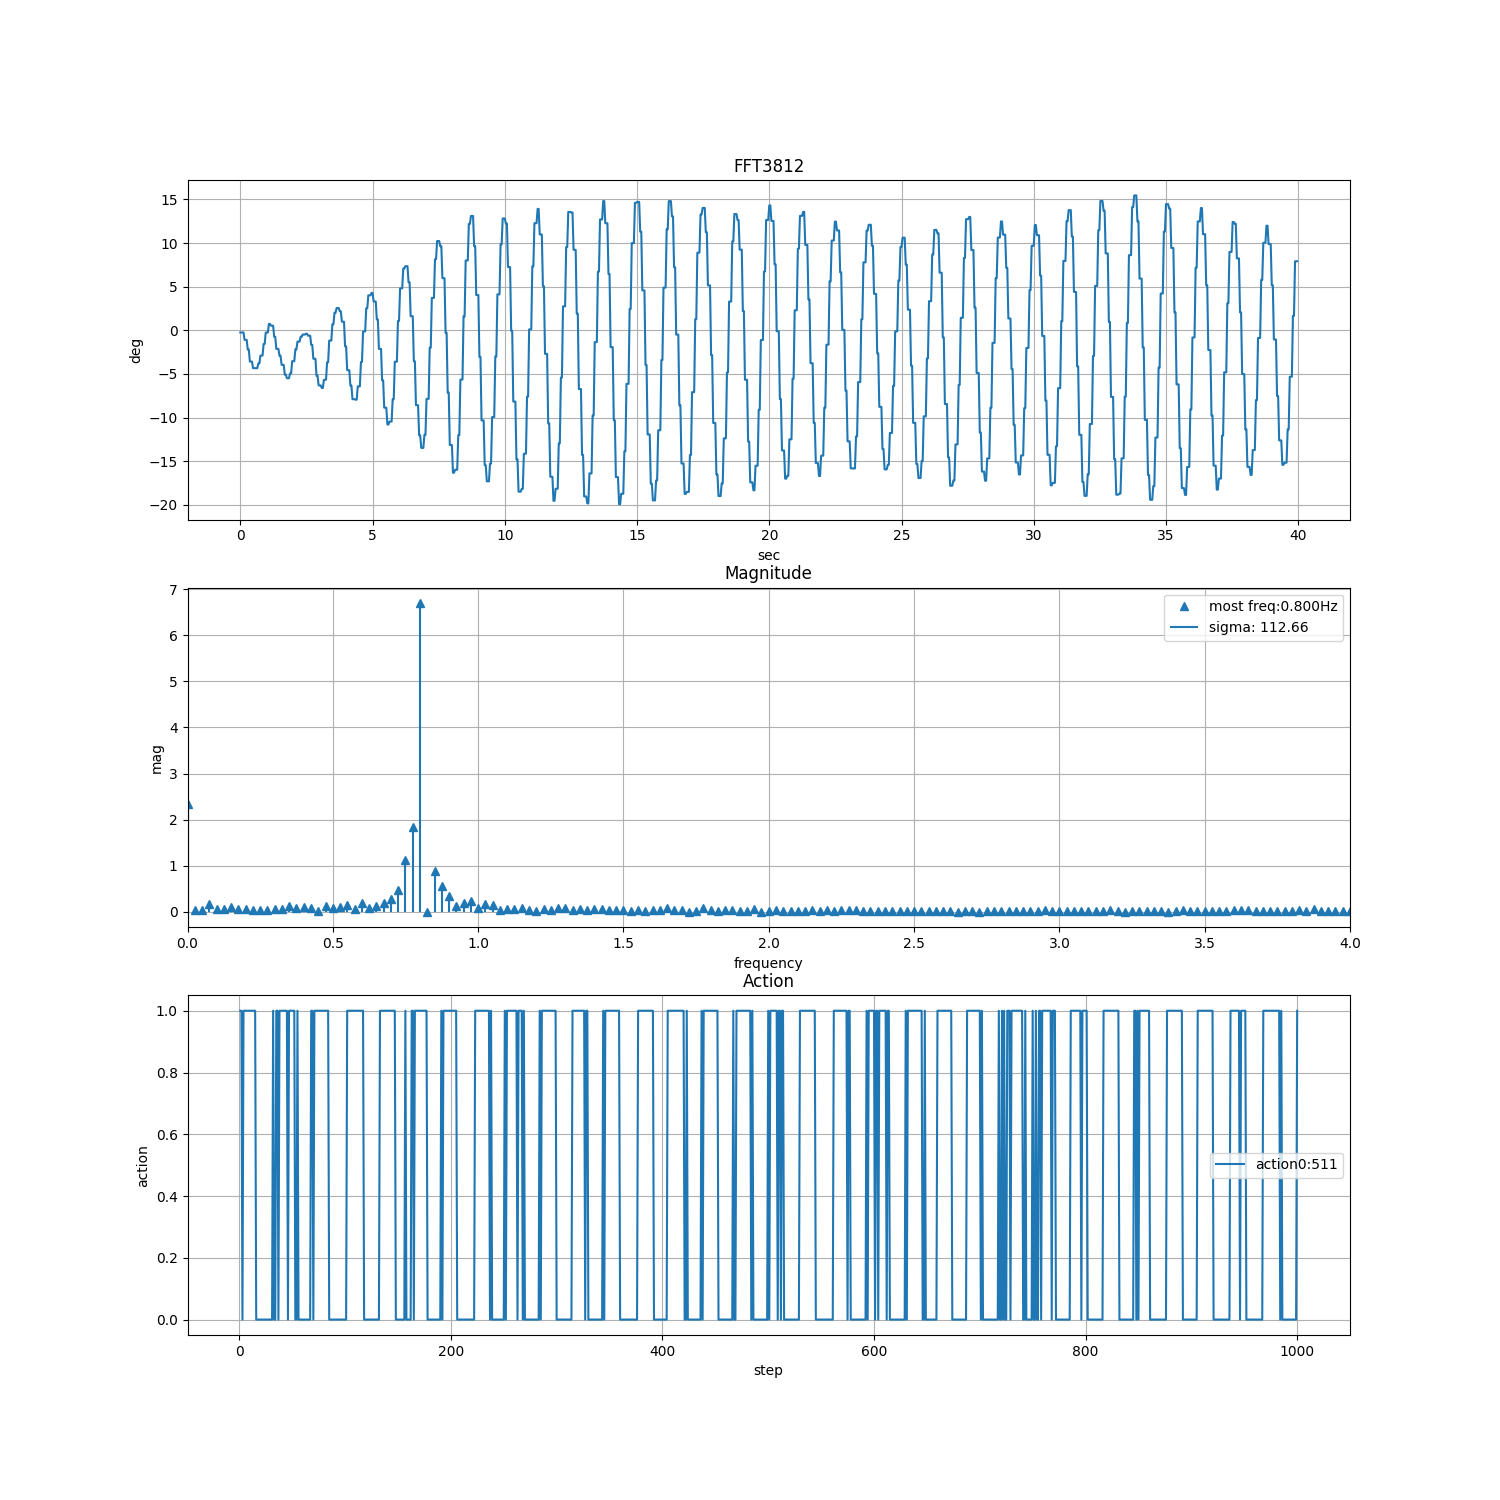 FFT3812
15
10
5
0
−5
−10
−15
−20
deg
0 5 10 15 20 25 30 35 40
sec
Magnitude
7
6
5
4
3
2
1
0
mag
most freq:0.800Hz
sigma: 112.66
0.0 0.5 1.0 1.5 2.0 2.5 3.0 3.5 4.0
frequency
Action
1.0
0.8
0.6
0.4
0.2
0.0
action
action0:511
0 200 400 600 800 1000
step